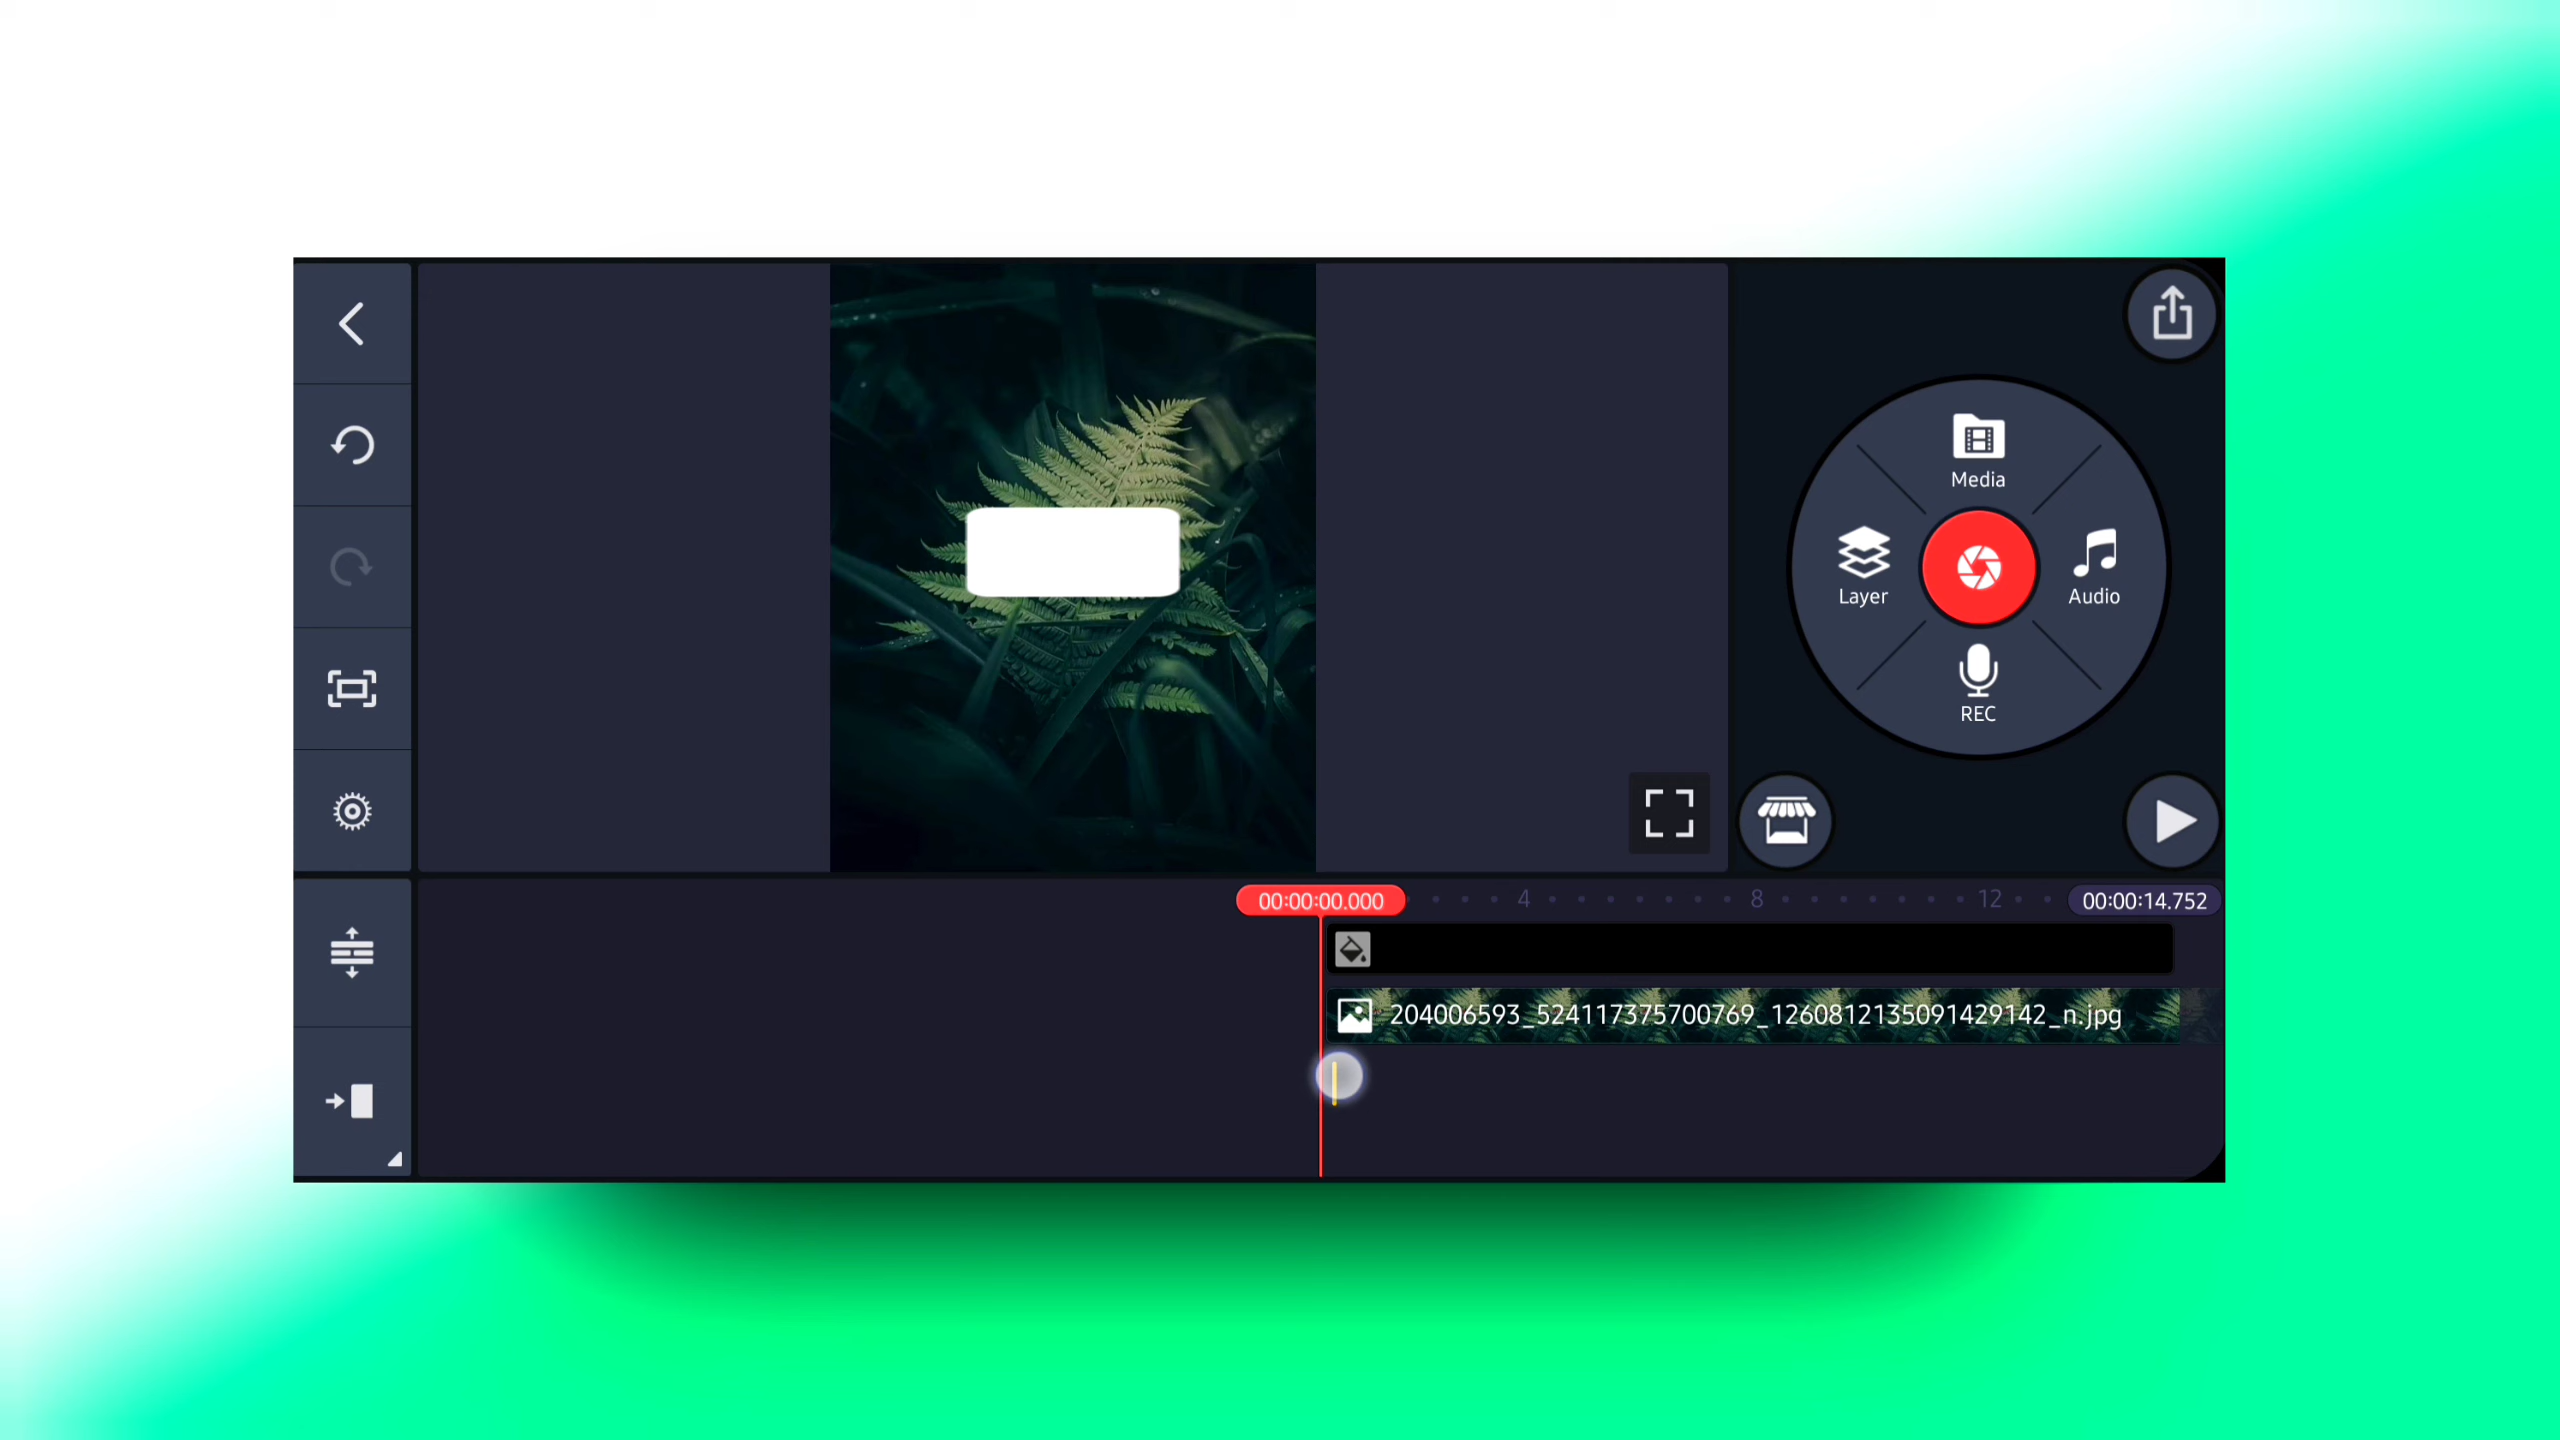 Media
Layer
Audio
REC
00:00:00.000
4
8
12
00:00:14.752
204006593_524117375700769_1260812135091429142_n.jpg